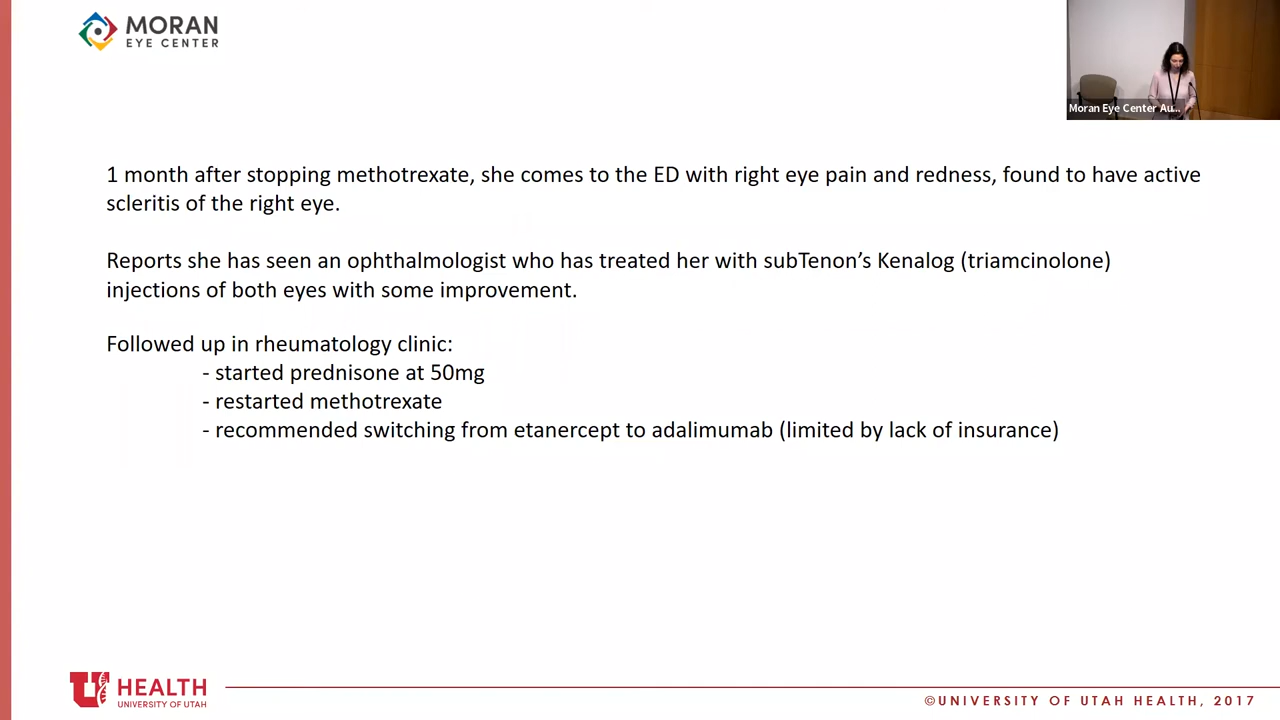 MORAN
EYE CENTER
Moran Eye Center Au...
1 month after stopping methotrexate, she comes to the ED with right eye pain and redness, found to have active
scleritis of the right eye.
Reports she has seen an ophthalmologist who has treated her with subTenon’s Kenalog (triamcinolone)
injections of both eyes with some improvement.
Followed up in rheumatology clinic:
- started prednisone at 50mg
- restarted methotrexate
- recommended switching from etanercept to adalimumab (limited by lack of insurance)
U HEALTH
UNIVERSITY OF UTAH
©UNIVERSITY OF UTAH HEALTH, 2017